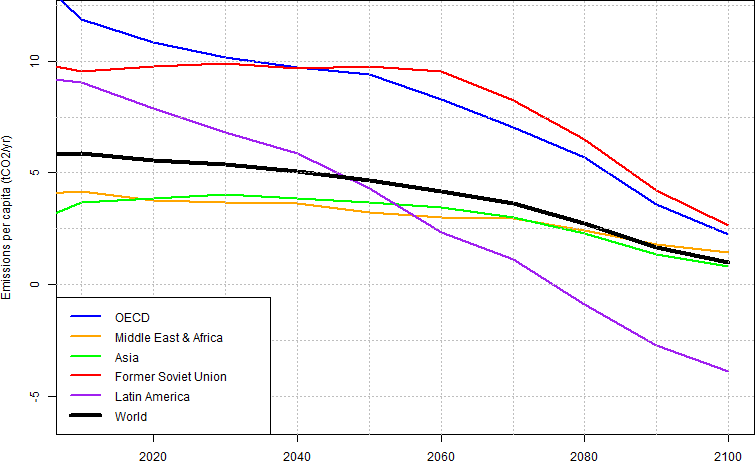 Emissions per capita (tCO2/yr)
10
5
0
-5
OECD
Middle East & Africa
Asia
Former Soviet Union
Latin America
World
2020 2040 2060 2080 2100